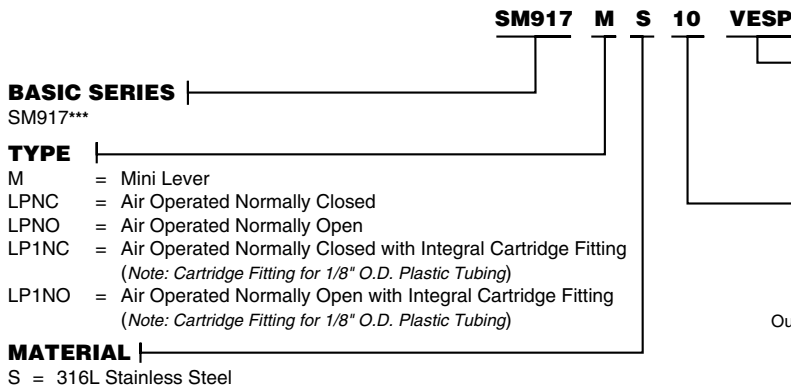 SM917 M S 10 VESP
BASIC SERIES
SM917***
TYPE
M = Mini Lever
LPNC = Air Operated Normally Closed
LPNO = Air Operated Normally Open
LP1NC = Air Operated Normally Closed with Integral Cartridge Fitting
(Note: Cartridge Fitting for 1/8" O.D. Plastic Tubing)
LP1NO = Air Operated Normally Open with Integral Cartridge Fitting
(Note: Cartridge Fitting for 1/8" O.D. Plastic Tubing)
Ou
MATERIAL
S = 316L Stainless Steel